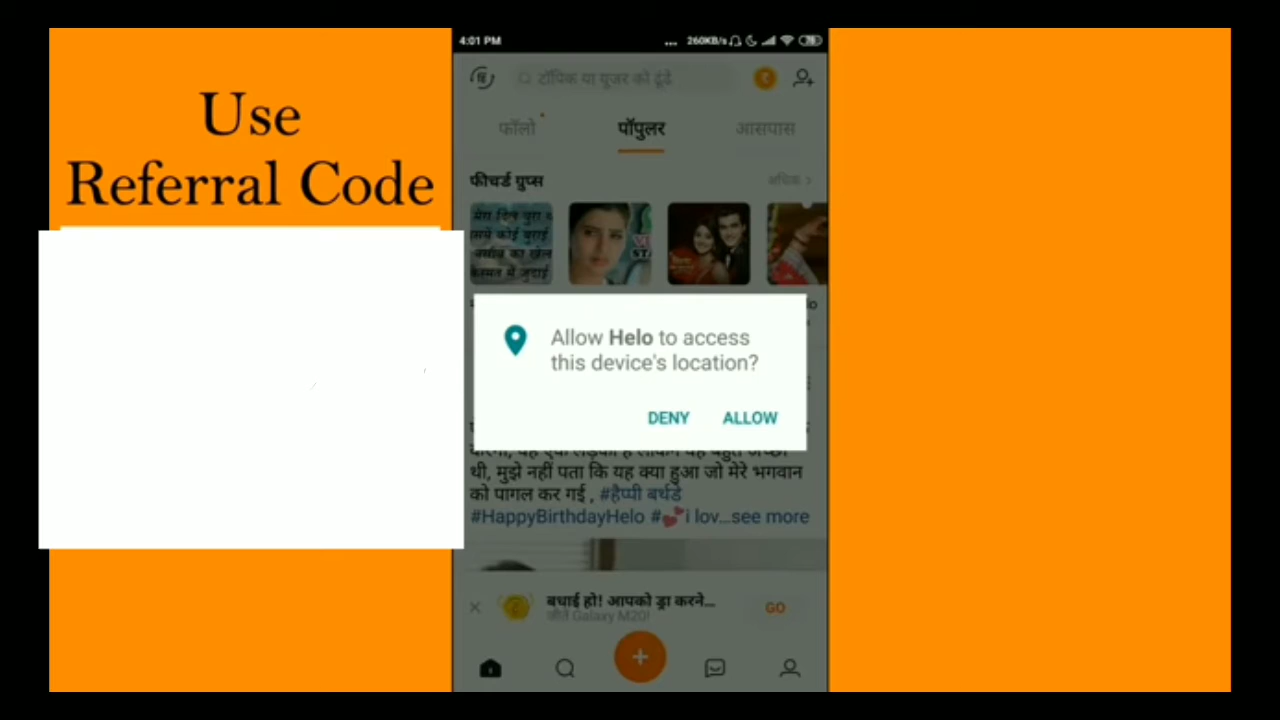 Use
Referral Code
4:01 PM
... 260KB/s
टॉपिक या यूजर को ढूंढे
फॉलो
पॉपुलर
आसपास
फीचर्ड ग्रुप्स
अधिक >
मेरा दिल चुरा
कोई बुराई
का खेल
में जुदाई
Allow Helo to access
this device's location?
DENY
ALLOW
थी, मुझे नहीं पता कि यह क्या हुआ जो मेरे भगवान
को पागल कर गई , #हैप्पी बर्थडे
#HappyBirthdayHelo #💕i lov...see more
बधाई हो! आपको ड्रा करने...
जीते Galaxy M20!
GO